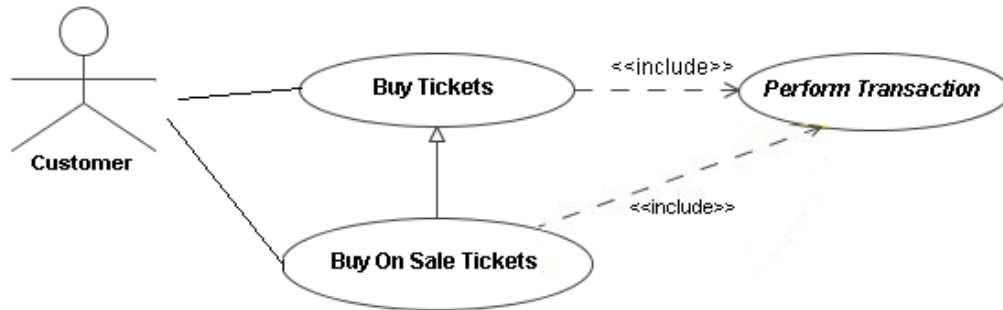 <<include>>
Buy Tickets
Perform Transaction
Customer
<<include>>
Buy On Sale Tickets